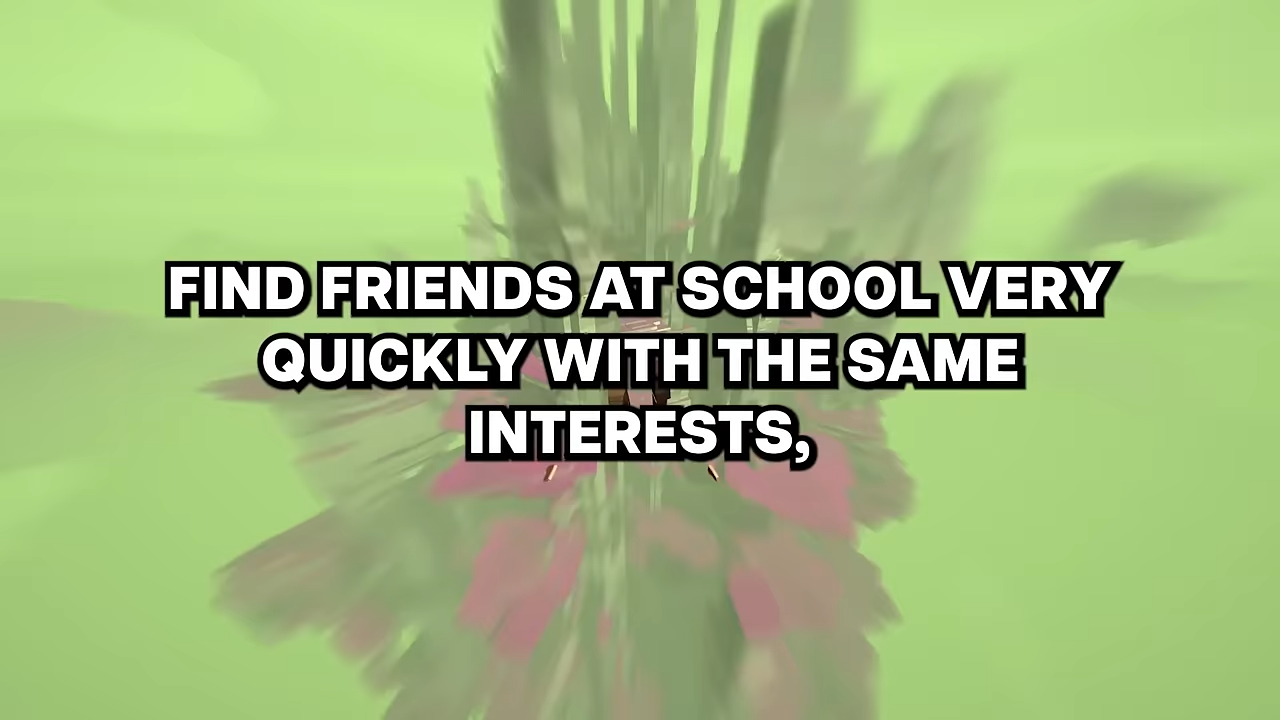 FIND FRIENDS AT SCHOOL VERY
QUICKLY WITH THE SAME
INTERESTS,